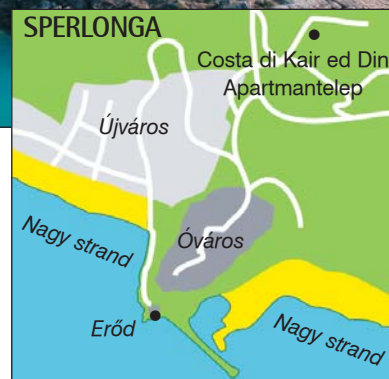 SPERLONGA
Costa di Kair ed Din
Apartmantelep
Újváros
Óváros
Nagy strand
Erőd
Nagy strand